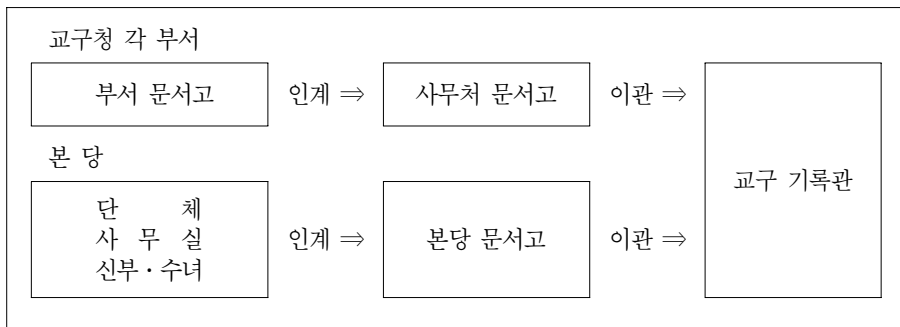 교구청 각 부서
부서 문서고 인계 ⇒ 사무처 문서고 이관 ⇒
본 당
교구 기록관
단 체
사 무 실
신부・수녀
인계 ⇒ 본당 문서고 이관 ⇒